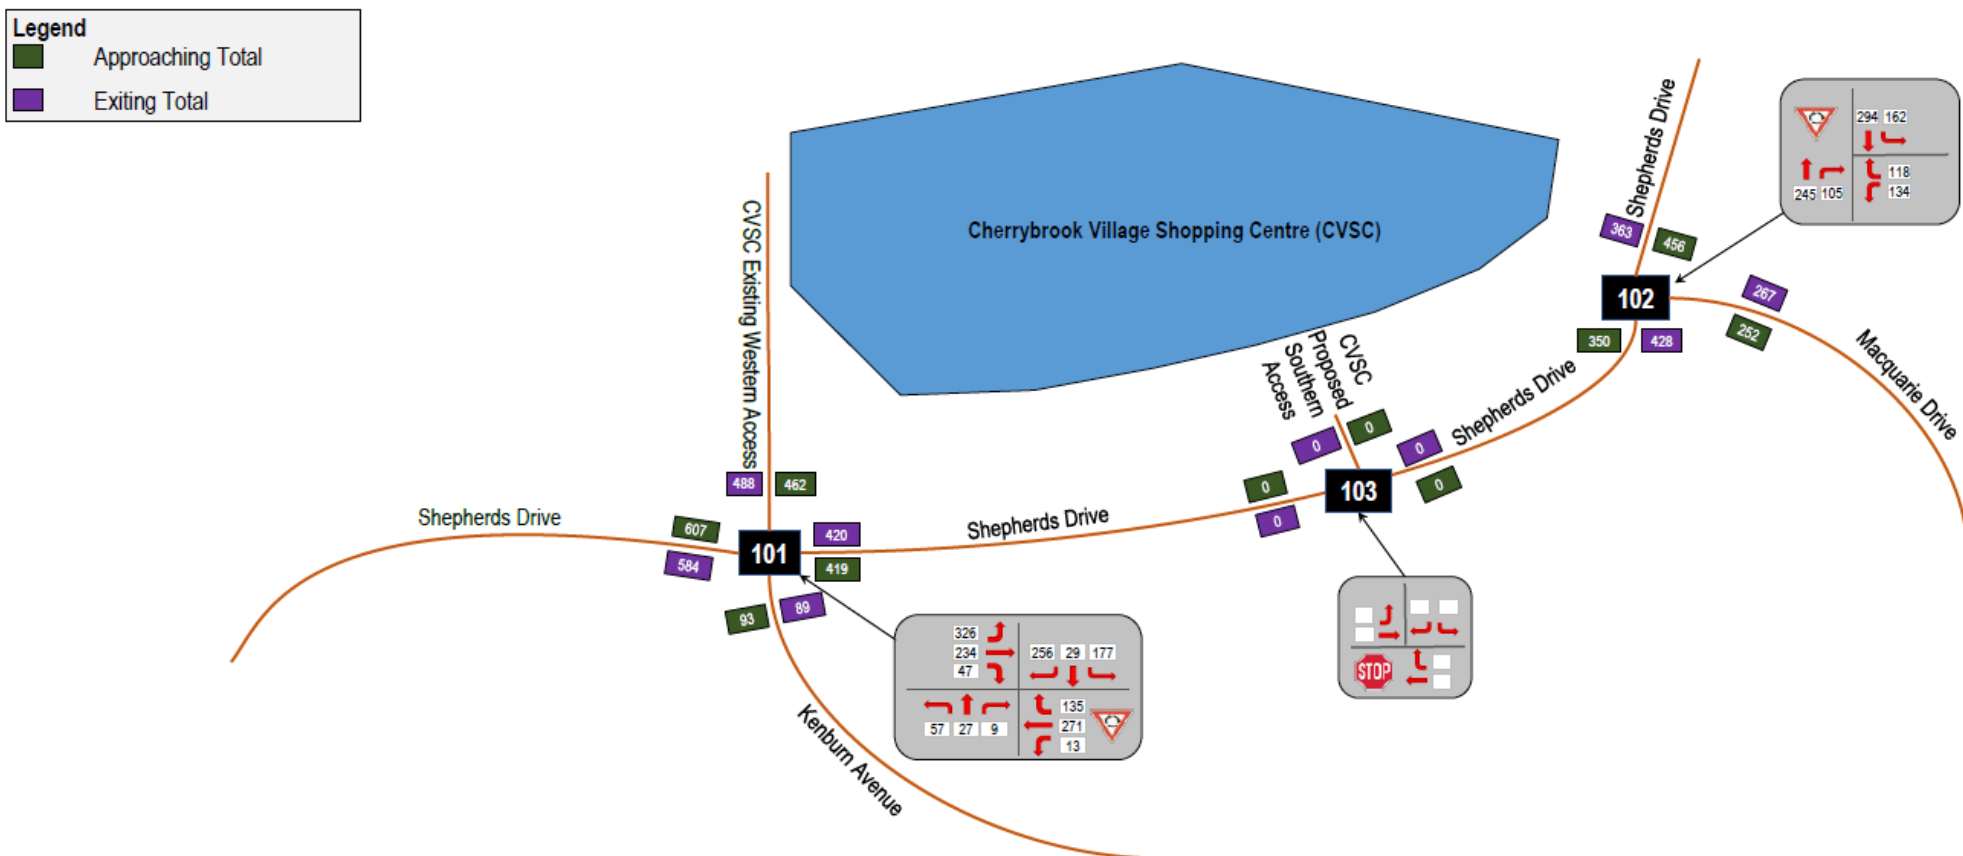 Legend
Approaching Total
Exiting Total
Cherrybrook Village Shopping Centre (CVSC)
CVSC Existing Western Access
Shepherds Drive
294 162
118
245 105
134
363
456
102
267
252
350
428
Macquarie Drive
CVSC
Proposed
Southern
Access
0
0
Shepherds Drive
0
0
103
0
0
Shepherds Drive
488
462
Shepherds Drive
607
584
101
420
419
93
89
Kenburn Avenue
326
234
47
256 29 177
57 27 9
135
271
13
STOP